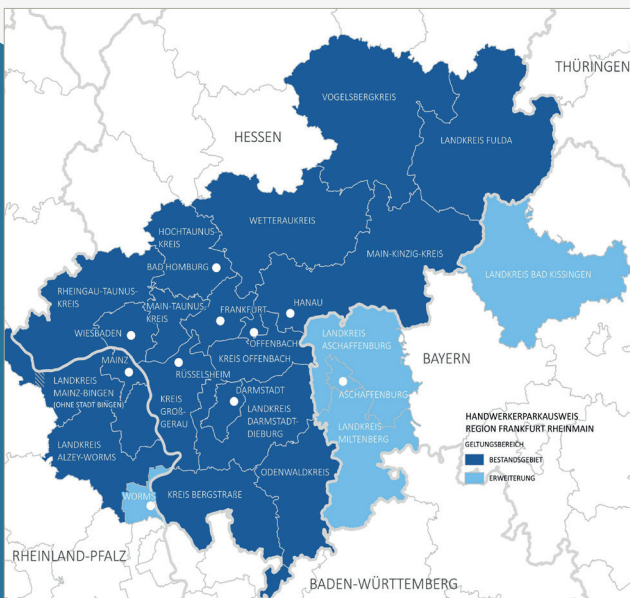 THÜRINGEN
VOGELSBERGKREIS
HESSEN
LANDKREIS FULDA
WETTERAUKREIS
HOCHTAUNUS-
KREIS
MAIN-KINZIG-KREIS
BAD HOMBURG
LANDKREIS BAD KISSINGEN
RHEINGAU-TAUNUS-
KREIS
MAIN-TAUNUS-
KREIS
FRANKFURT
HANAU
WIESBADEN
OFFENBACH
LANDKREIS
ASCHAFFENBURG
MAINZ
KREIS OFFENBACH
BAYERN
RÜSSELSHEIM
LANDKREIS
MAINZ-BINGEN
(OHNE STADT BINGEN)
DARMSTADT
ASCHAFFENBURG
KREIS
GROß-
GERAU
LANDKREIS
DARMSTADT-
DIEBURG
LANDKREIS
MILTENBERG
HANDWERKERPARKAUSWEIS
REGION FRANKFURT RHEINMAIN
GELTUNGSBEREICH
BESTANDSGEBIET
ERWEITERUNG
LANDKREIS
ALZEY-WORMS
ODENWALDKREIS
WORMS
KREIS BERGSTRAßE
RHEINLAND-PFALZ
BADEN-WÜRTTEMBERG